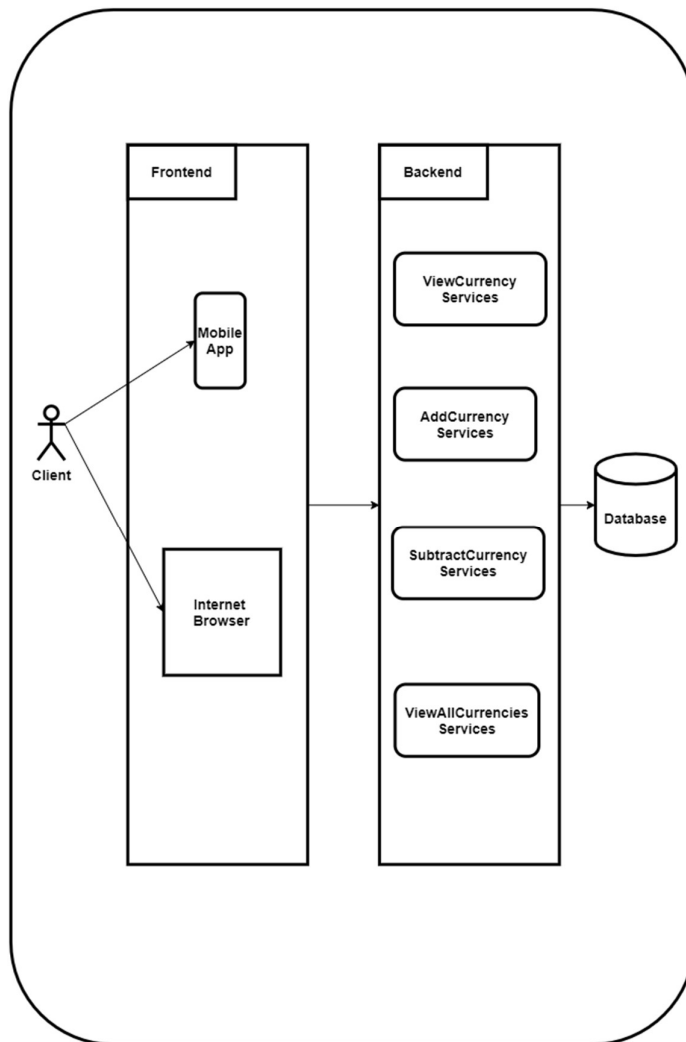 Frontend
Backend
ViewCurrency
Services
Mobile
App
AddCurrency
Services
Client
Database
SubtractCurrency
Services
Internet
Browser
ViewAllCurrencies
Services